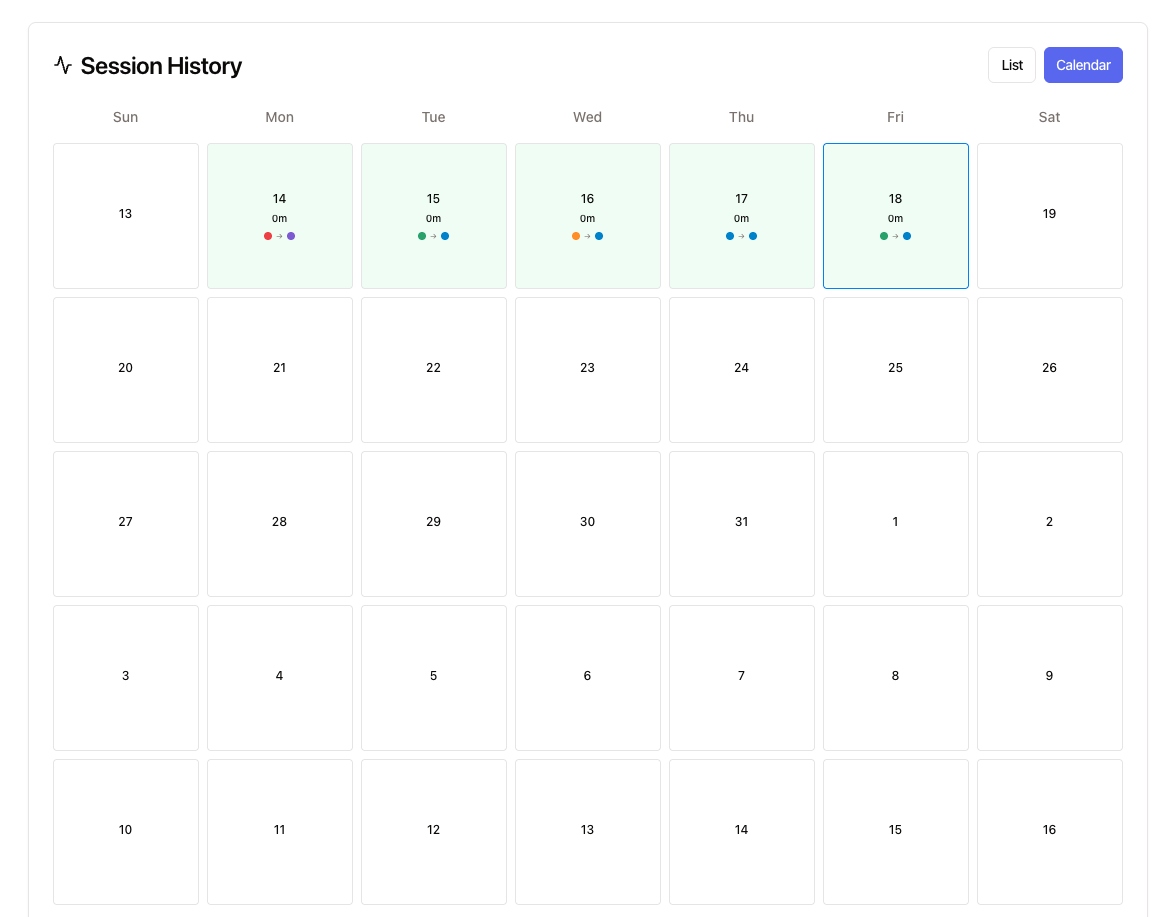 Session History
List Calendar
Sun Mon Tue Wed Thu Fri Sat
13 14 15 16 17 18 19
0m 0m 0m 0m 0m
→ → → → →
20 21 22 23 24 25 26
27 28 29 30 31 1 2
3 4 5 6 7 8 9
10 11 12 13 14 15 16